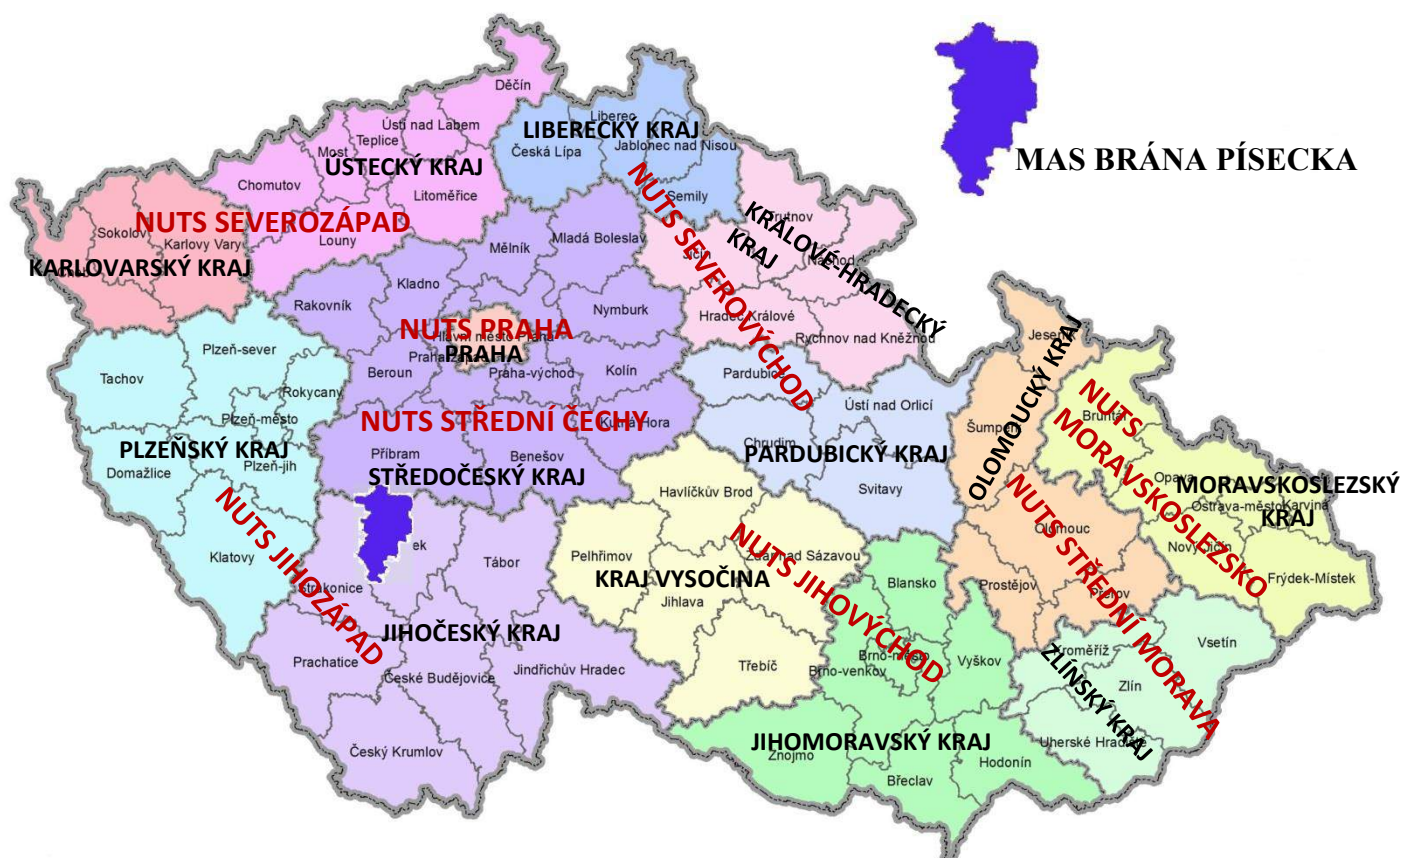 Děčín
Liberec
Ústí nad Labem
LIBERECKÝ KRAJ
Teplice
Most
Jablonec nad Nisou
Česká Lípa
ÚSTECKÝ KRAJ
MAS BRÁNA PÍSECKA
Chomutov
Litoměřice
Semily
NUTS SEVEROZÁPAD
Sokolov
Karlovy Vary
Louny
Mělník
Mladá Boleslav
NUTS SEVEROVÝCHOD
KRÁLOVÉ-HRADECKÝ
KRAJ
Jičín
Náchod
KARLOVARSKÝ KRAJ
Kladno
Rakovník
Nymburk
Hradec Králové
Rychnov nad Kněžnou
NUTS PRAHA
Hlavní město Praha
PRAHA
Praha-západ
Praha-východ
Beroun
Kolín
Plzeň-sever
Tachov
Rokycany
Plzeň-město
PLZEŇSKÝ KRAJ
Domažlice
Plzeň-jih
Klatovy
NUTS STŘEDNÍ ČECHY
Kutná Hora
Příbram
Benešov
STŘEDOČESKÝ KRAJ
Pardubice
Ústí nad Orlicí
Chrudim
PARDUBICKÝ KRAJ
Svitavy
Jeseník
OLOMOUCKÝ KRAJ
Šumperk
Bruntál
NUTS
MORAVSKOSLEZSKO
Opava
MORAVSKOSLEZSKÝ
KRAJ
Ostrava-město
Karviná
Nový Jičín
Frýdek-Místek
Olomouc
NUTS STŘEDNÍ MORAVA
Prostějov
Přerov
NUTS JIHOZÁPAD
ek
Tábor
Strakonice
JIHOČESKÝ KRAJ
Prachatice
České Budějovice
Jindřichův Hradec
Český Krumlov
Havlíčkův Brod
Pelhřimov
Žďár nad Sázavou
NUTS JIHOVÝCHOD
KRAJ VYSOČINA
Jihlava
Třebíč
Blansko
Brno-město
Brno-venkov
Vyškov
JIHOMORAVSKÝ KRAJ
Znojmo
Břeclav
Hodonín
Kroměříž
Vsetín
Zlín
ZLÍNSKÝ KRAJ
Uherské Hradiště